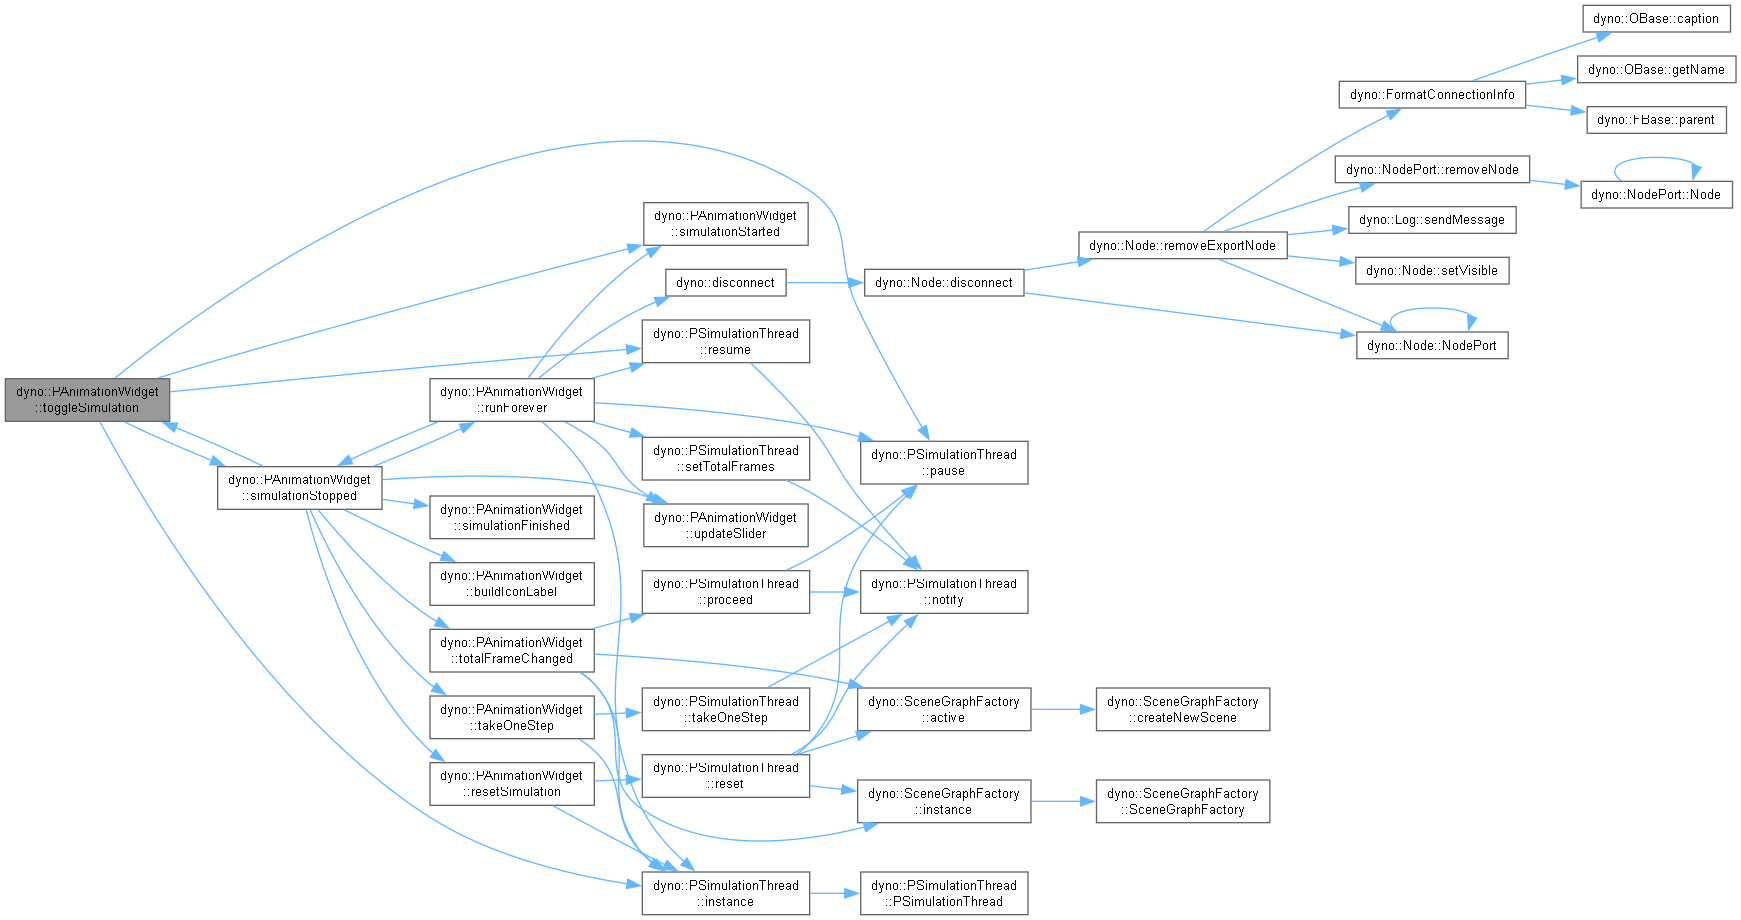 dyno::PAnimationWidget
::toggleSimulation
dyno::PAnimationWidget
::simulationStopped
dyno::PAnimationWidget
::runForever
dyno::PAnimationWidget
::simulationFinished
dyno::PAnimationWidget
::buildIconLabel
dyno::PAnimationWidget
::totalFrameChanged
dyno::PAnimationWidget
::takeOneStep
dyno::PAnimationWidget
::resetSimulation
dyno::PAnimationWidget
::simulationStarted
dyno::disconnect
dyno::PSimulationThread
::resume
dyno::PSimulationThread
::setTotalFrames
dyno::PAnimationWidget
::updateSlider
dyno::PSimulationThread
::proceed
dyno::PSimulationThread
::takeOneStep
dyno::PSimulationThread
::reset
dyno::PSimulationThread
::instance
dyno::Node::disconnect
dyno::PSimulationThread
::pause
dyno::PSimulationThread
::notify
dyno::SceneGraphFactory
::active
dyno::SceneGraphFactory
::instance
dyno::PSimulationThread
::PSimulationThread
dyno::Node::removeExportNode
dyno::SceneGraphFactory
::createNewScene
dyno::SceneGraphFactory
::SceneGraphFactory
dyno::FormatConnectionInfo
dyno::NodePort::removeNode
dyno::Log::sendMessage
dyno::Node::setVisible
dyno::Node::NodePort
dyno::OBase::caption
dyno::OBase::getName
dyno::FBase::parent
dyno::NodePort::Node